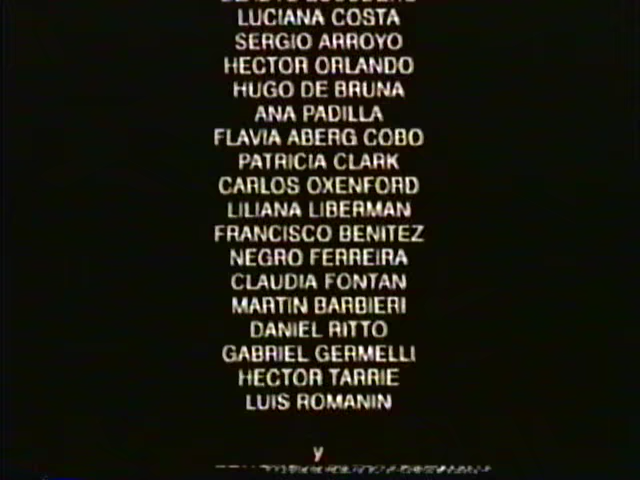 LUCIANA COSTA
SERGIO ARROYO
HECTOR ORLANDO
HUGO DE BRUNA
ANA PADILLA
FLAVIA ABERG COBO
PATRICIA CLARK
CARLOS OXENFORD
LILIANA LIBERMAN
FRANCISCO BENITEZ
NEGRO FERREIRA
CLAUDIA FONTAN
MARTIN BARBIERI
DANIEL RITTO
GABRIEL GERMELLI
HECTOR TARRIE
LUIS ROMANIN
y